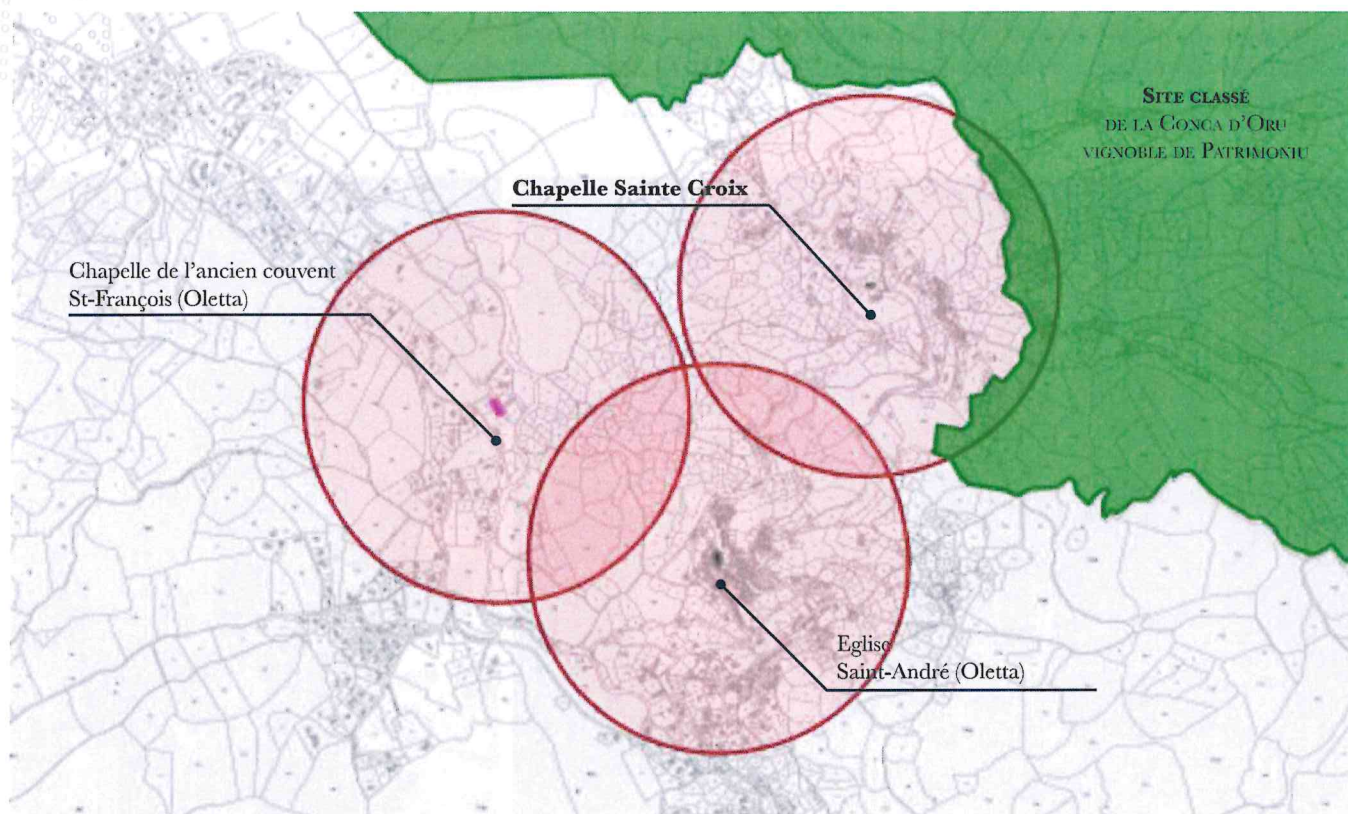 SITE CLASSÉ
DE LA CONCA D'ORU
VIGNOBLE DE PATRIMONIU
Chapelle Sainte Croix
Chapelle de l'ancien couvent
St-François (Oletta)
Eglise
Saint-André (Oletta)